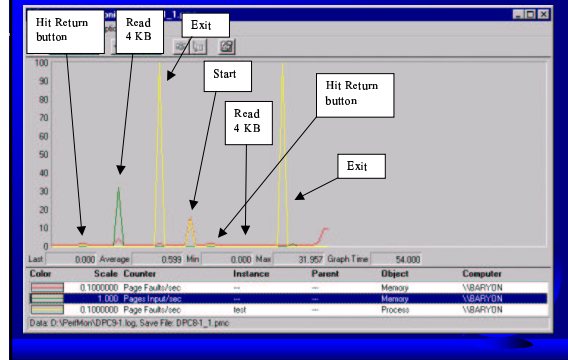 Hit Return
button
Read
4 KB
Exit
Start
Hit Return
button
Read
4 KB
Exit
100
90
80
70
60
50
40
30
20
10
0
Last 0.000 Average 0.599 Min 0.000 Max 31.957 Graph Time 54.000
Color Scale Counter Instance Parent Object Computer
0.1000000 Page Faults/sec --- --- Memory \\BARYON
1.000 Pages Input/sec --- --- Memory \\BARYON
0.1000000 Page Faults/sec test --- Process \\BARYON
Data: D:\PerfMon\DPC9-1.log, Save File: DPC8-1_1.pmc